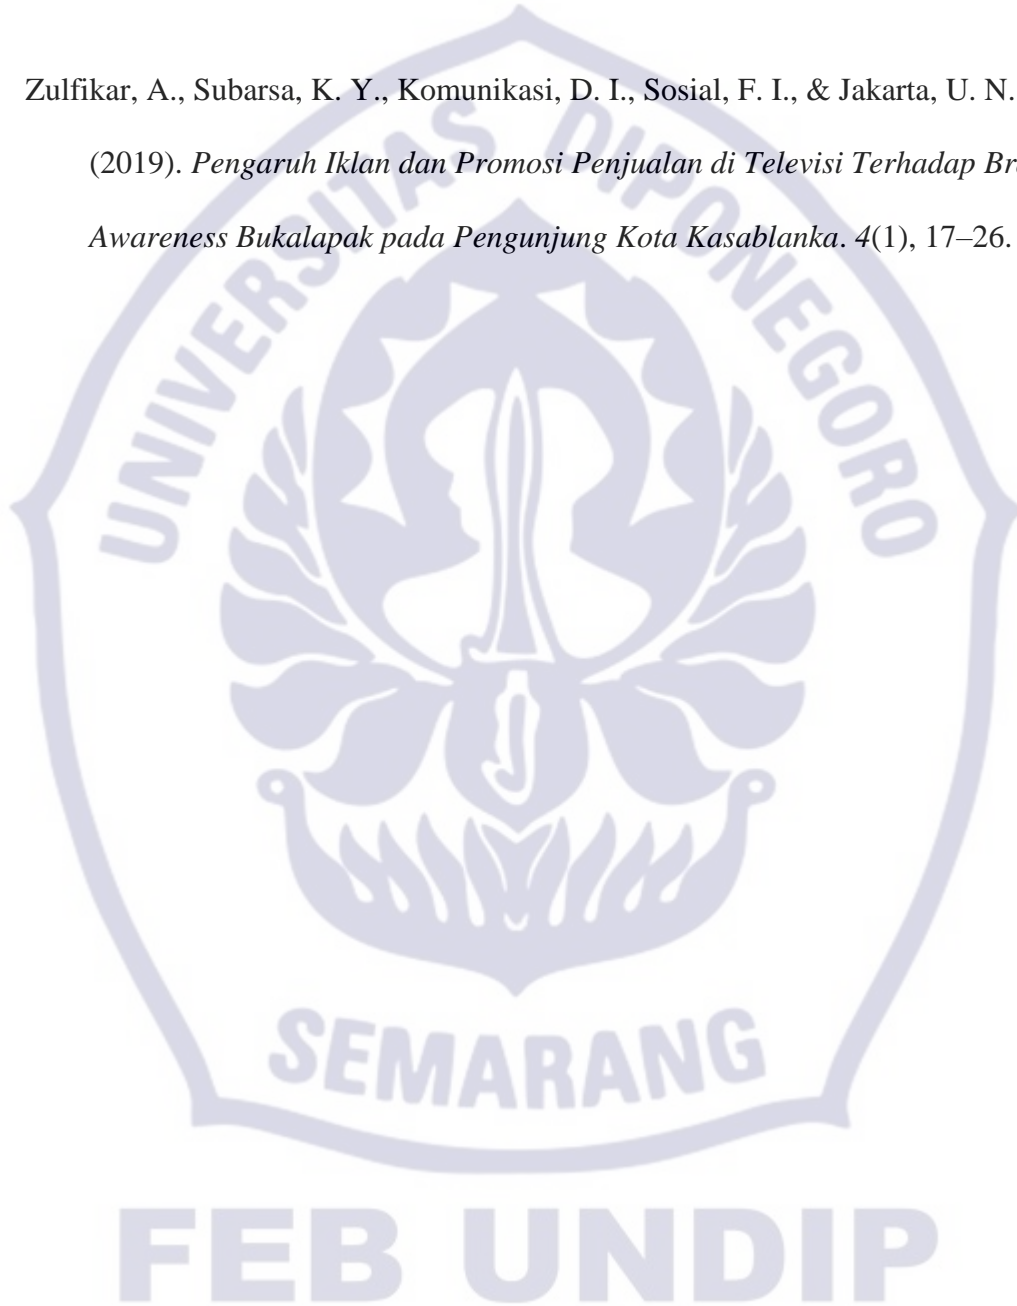 Zulfikar, A., Subarsa, K. Y., Komunikasi, D. I., Sosial, F. I., & Jakarta, U. N.
(2019). Pengaruh Iklan dan Promosi Penjualan di Televisi Terhadap
Awareness Bukalapak pada Pengunjung Kota Kasablanka. 4(1), 17–26.
UNIVERSITAS DIPONEGORO
SEMARANG
FEB UNDIP